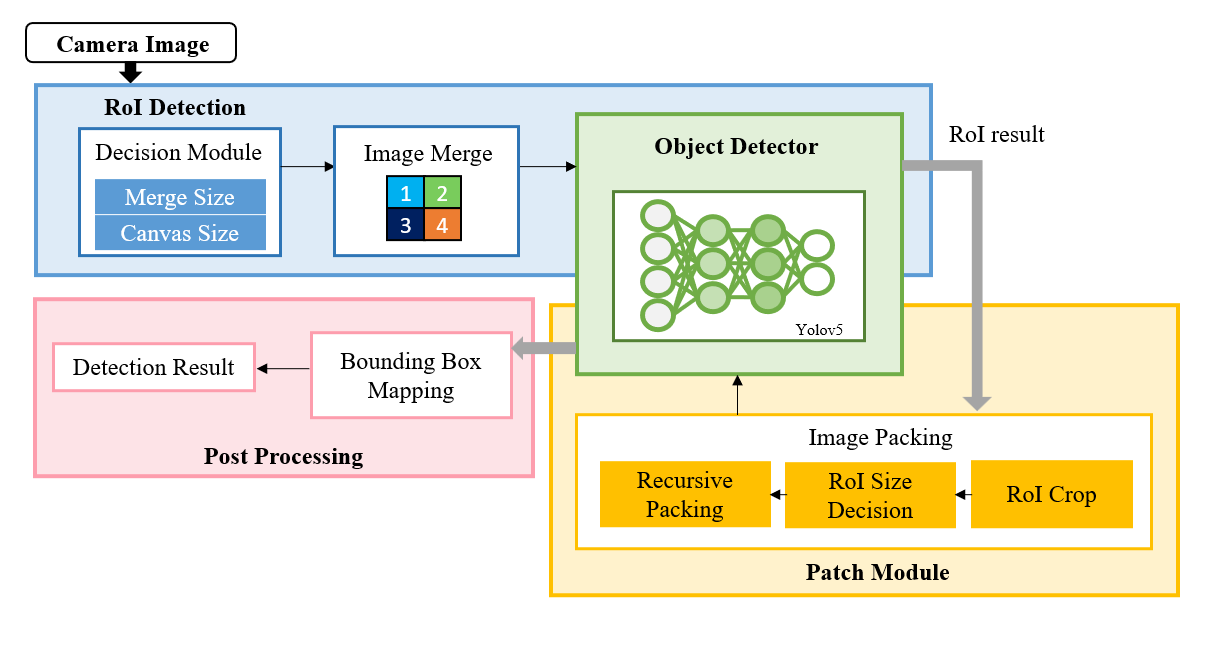 Camera Image
RoI Detection
Decision Module
Merge Size
Canvas Size
Image Merge
1 2
3 4
Object Detector
Yolov5
RoI result
Detection Result
Bounding Box
Mapping
Post Processing
Image Packing
Recursive
Packing
RoI Size
Decision
RoI Crop
Patch Module